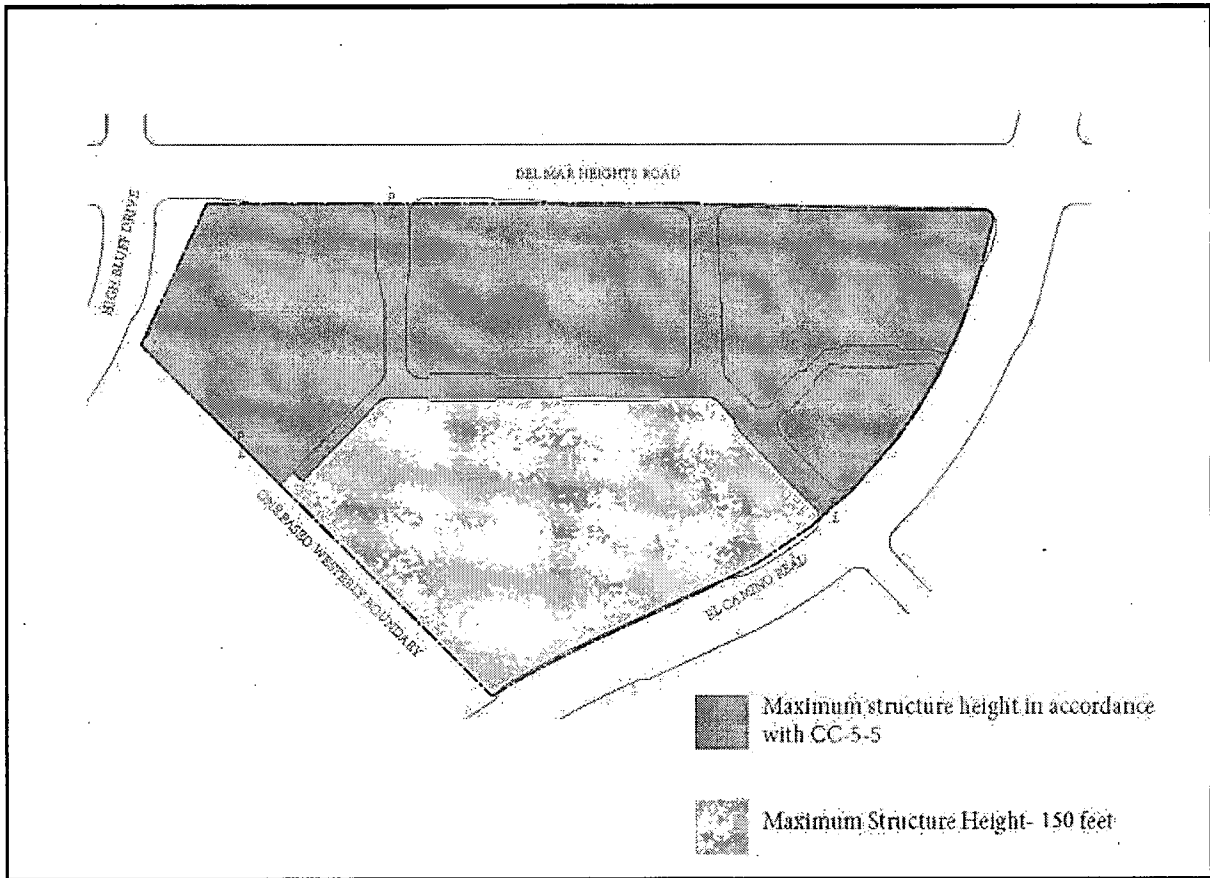 DEL MAR HEIGHTS ROAD
HIGH BLUFF DRIVE
ONE PASEO WESTERLY BOUNDARY
EL CAMINO REAL
Maximum structure height in accordance
with CC-5-5
Maximum Structure Height- 150 feet